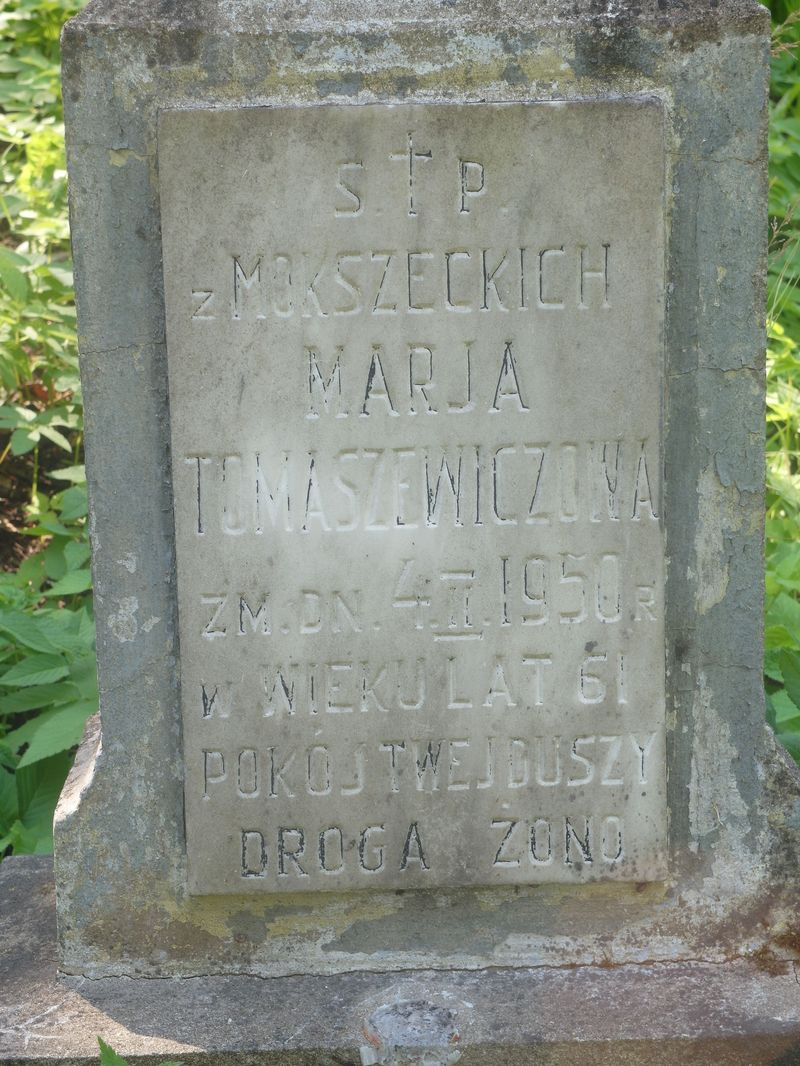 S. † P.
z MOKSZECKICH
MARJA
TOMASZEWICZOWA
ZM. DN. 4.II.1950 R
W WIEKU LAT 61
POKÓJ TWEJ DUSZY
DROGA ŻONO